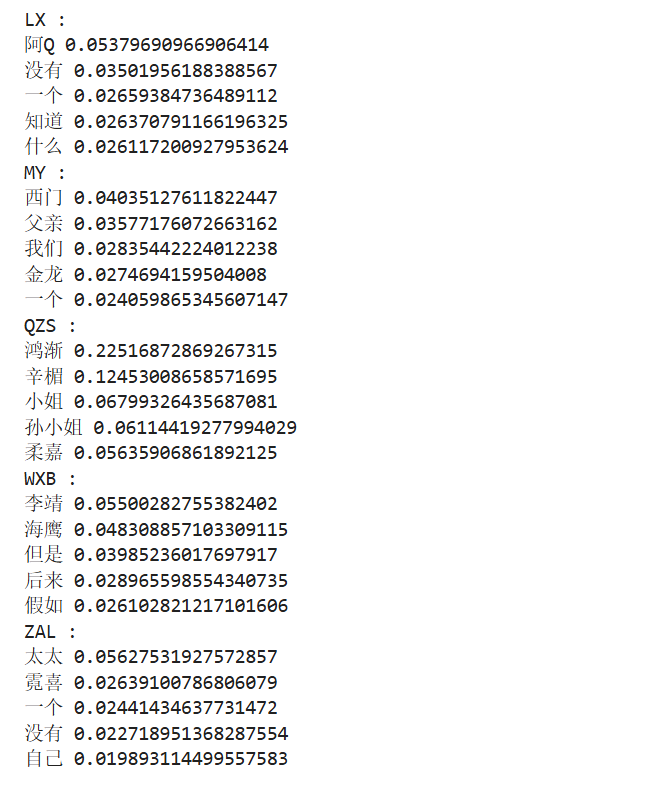 LX :
阿Q 0.05379690966906414
没有 0.03501956188388567
一个 0.02659384736489112
知道 0.026370791166196325
什么 0.026117200927953624
MY :
西门 0.04035127611822447
父亲 0.03577176072663162
我们 0.02835442224012238
金龙 0.0274694159504008
一个 0.024059865345607147
QZS :
鸿渐 0.22516872869267315
辛楣 0.12453008658571695
小姐 0.06799326435687081
孙小姐 0.06114419277994029
柔嘉 0.05635906861892125
WXB :
李靖 0.05500282755382402
海鹰 0.048308857103309115
但是 0.03985236017697917
后来 0.028965598554340735
假如 0.026102821217101606
ZAL :
太太 0.05627531927572857
霓喜 0.02639100786806079
一个 0.02441434637731472
没有 0.022718951368287554
自己 0.019893114499557583